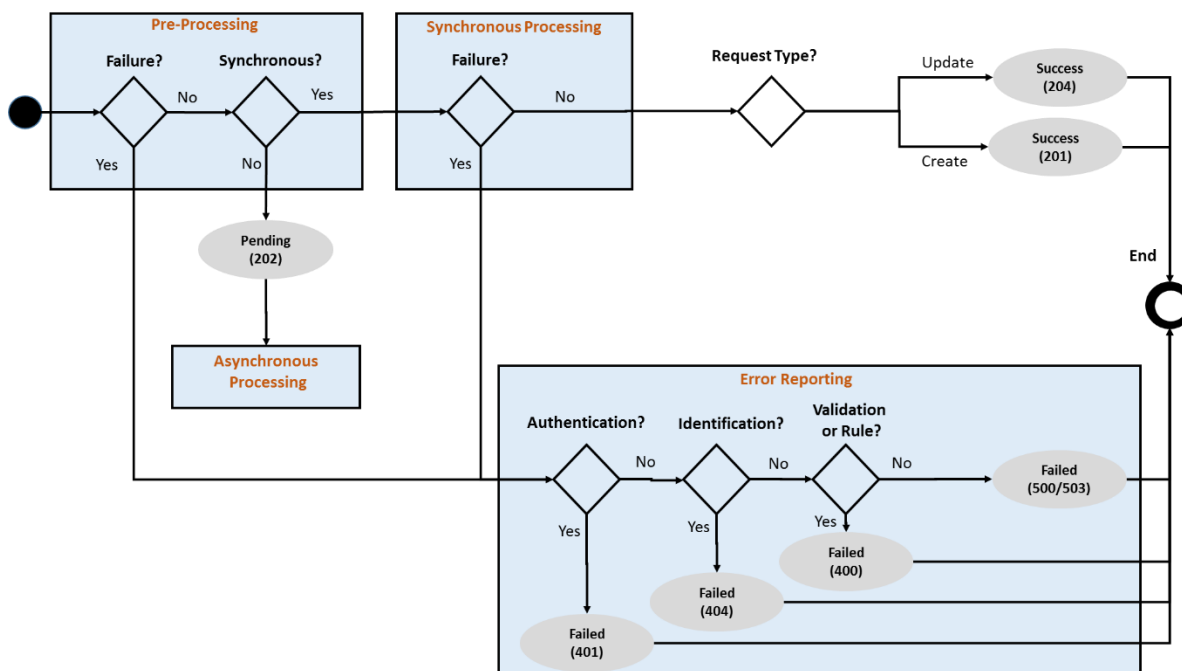 Pre-Processing
Synchronous Processing
Failure?
Synchronous?
Failure?
Request Type?
No
Yes
No
Yes
No
Yes
Update
Success
(204)
Success
(201)
Create
Pending
(202)
End
Asynchronous
Processing
Error Reporting
Authentication?
Identification?
Validation
or Rule?
No
No
No
Failed
(500/503)
Yes
Yes
Yes
Failed
(400)
Failed
(404)
Failed
(401)